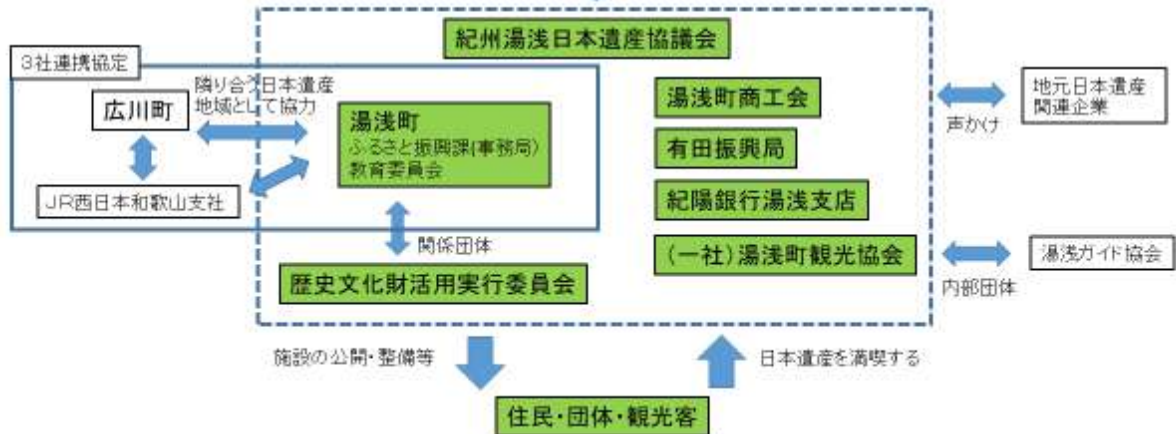 紀州湯浅日本遺産協議会
3社連携協定
隣り合う日本遺産
地域として協力
広川町
湯浅町
ふるさと振興課(事務局)
教育委員会
JR西日本和歌山支社
関係団体
歴史文化財活用実行委員会
湯浅町商工会
有田振興局
紀陽銀行湯浅支店
(一社)湯浅町観光協会
地元日本遺産
関連企業
声かけ
湯浅ガイド協会
内部団体
施設の公開・整備等
日本遺産を満喫する
住民・団体・観光客